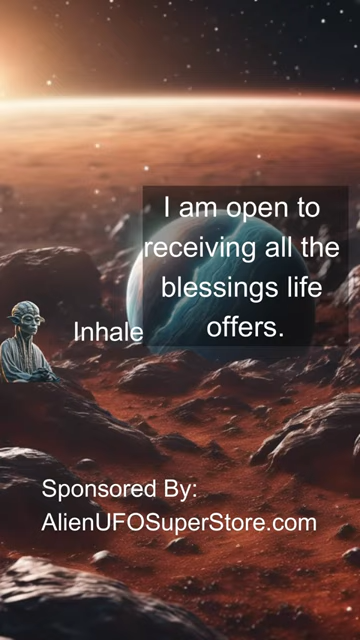 I am open to
receiving all the
blessings life
offers.
Inhale
Sponsored By:
AlienUFOSuperStore.com